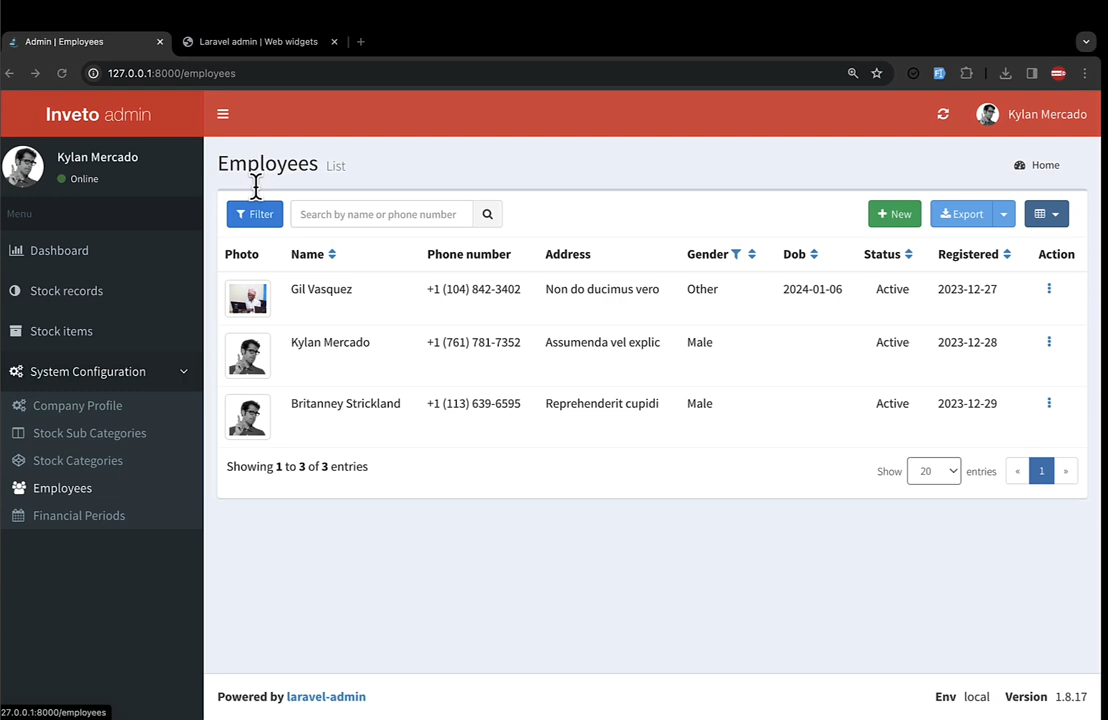 Admin | Employees
Laravel admin | Web widgets
127.0.0.1:8000/employees
Inveto admin
Kylan Mercado
Kylan Mercado
Online
Menu
Dashboard
Stock records
Stock items
System Configuration
Company Profile
Stock Sub Categories
Stock Categories
Employees
Financial Periods
Employees List
Home
Filter
Search by name or phone number
New
Export
Photo Name Phone number Address Gender Dob Status Registered Action
Gil Vasquez +1 (104) 842-3402 Non do ducimus vero Other 2024-01-06 Active 2023-12-27
Kylan Mercado +1 (761) 781-7352 Assumenda vel explic Male Active 2023-12-28
Britanney Strickland +1 (113) 639-6595 Reprehenderit cupidi Male Active 2023-12-29
Showing 1 to 3 of 3 entries
Show 20 entries « 1 »
Powered by laravel-admin
Env local Version 1.8.17
27.0.0.1:8000/employees